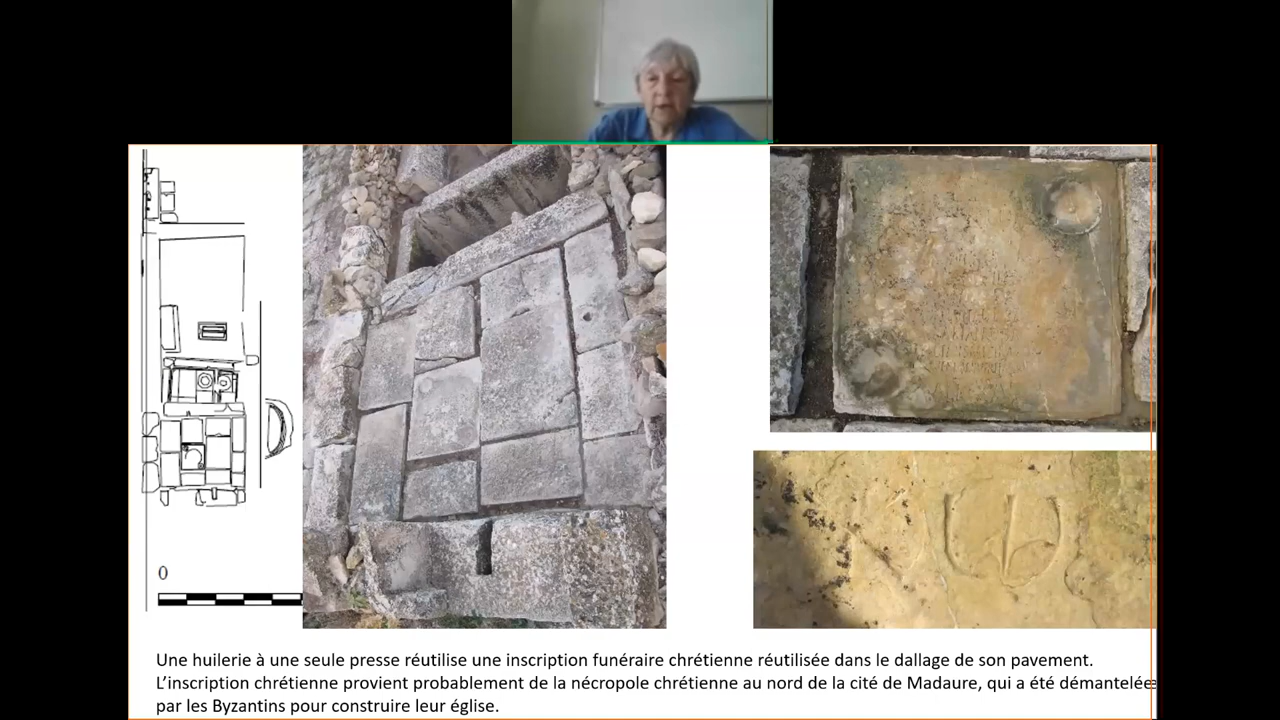 0
Une huilerie à une seule presse réutilise une inscription funéraire chrétienne réutilisée dans le dallage de son pavement.
L’inscription chrétienne provient probablement de la nécropole chrétienne au nord de la cité de Madaure, qui a été démantelée
par les Byzantins pour construire leur église.